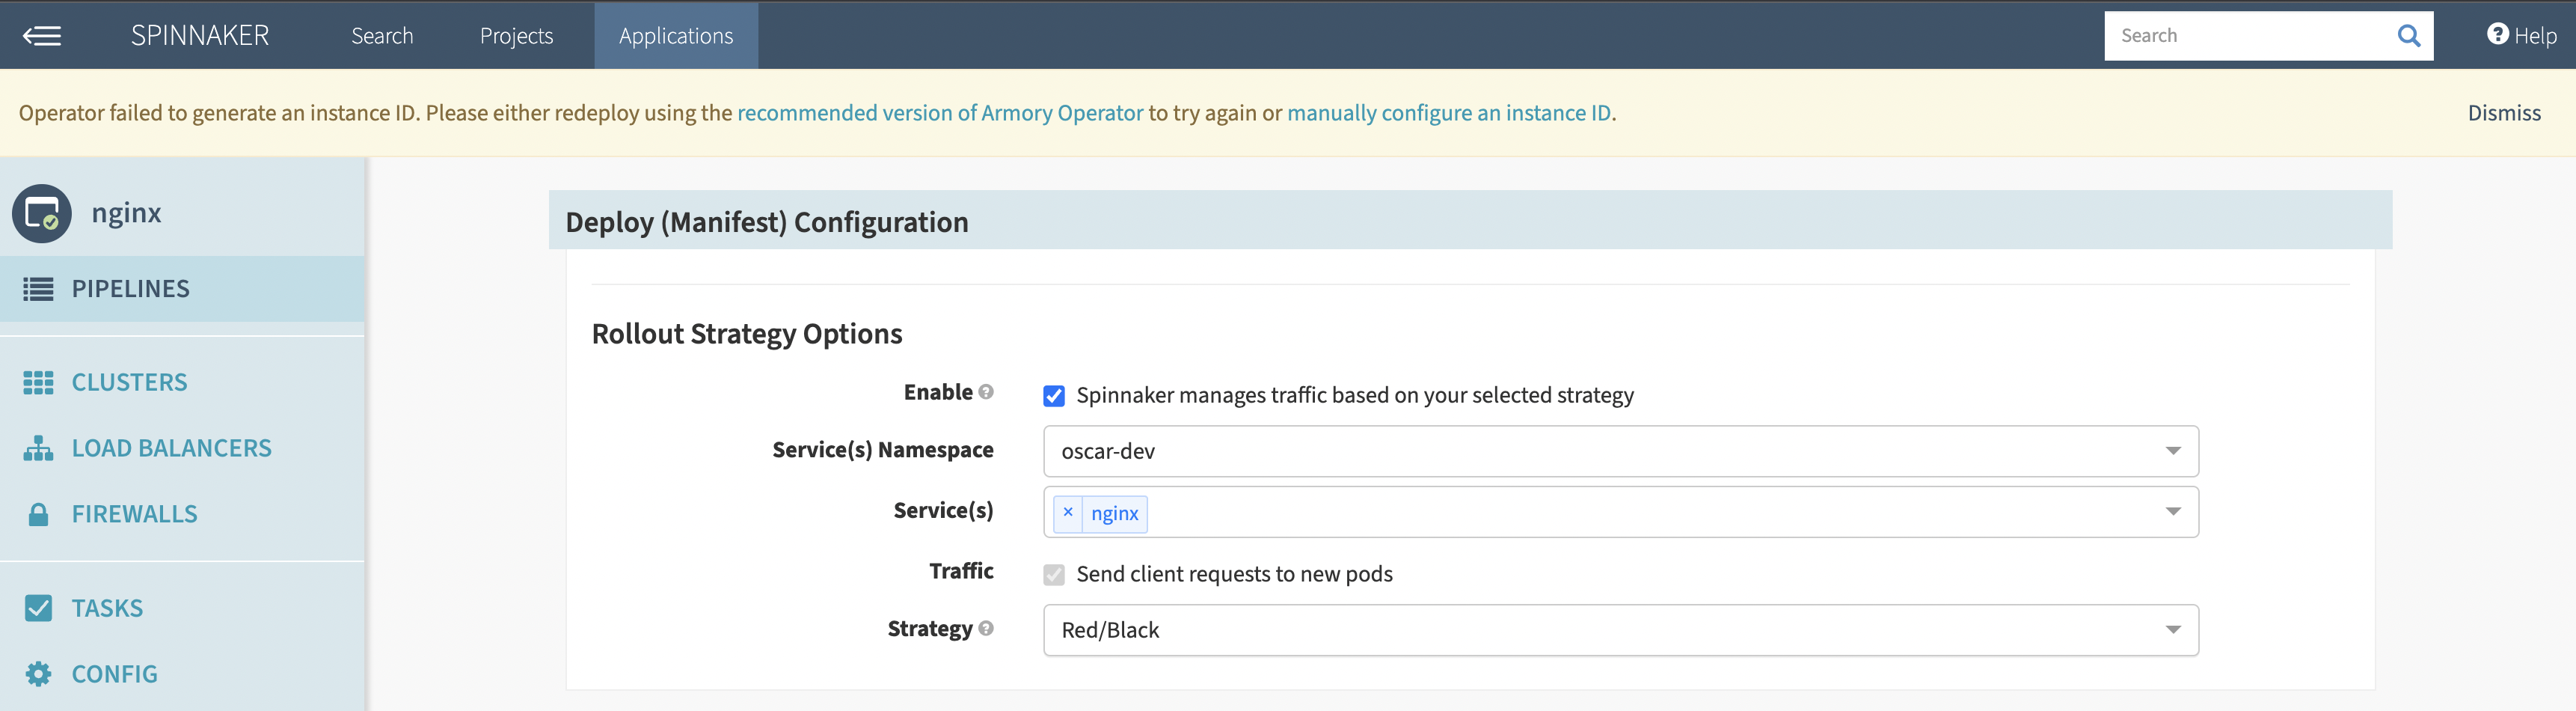 SPINNAKER Search Projects Applications Search Help
Operator failed to generate an instance ID. Please either redeploy using the recommended version of Armory Operator to try again or manually configure an instance ID. Dismiss
nginx
PIPELINES
CLUSTERS
LOAD BALANCERS
FIREWALLS
TASKS
CONFIG
Deploy (Manifest) Configuration
Rollout Strategy Options
Enable Spinnaker manages traffic based on your selected strategy
Service(s) Namespace oscar-dev
Service(s) × nginx
Traffic Send client requests to new pods
Strategy Red/Black